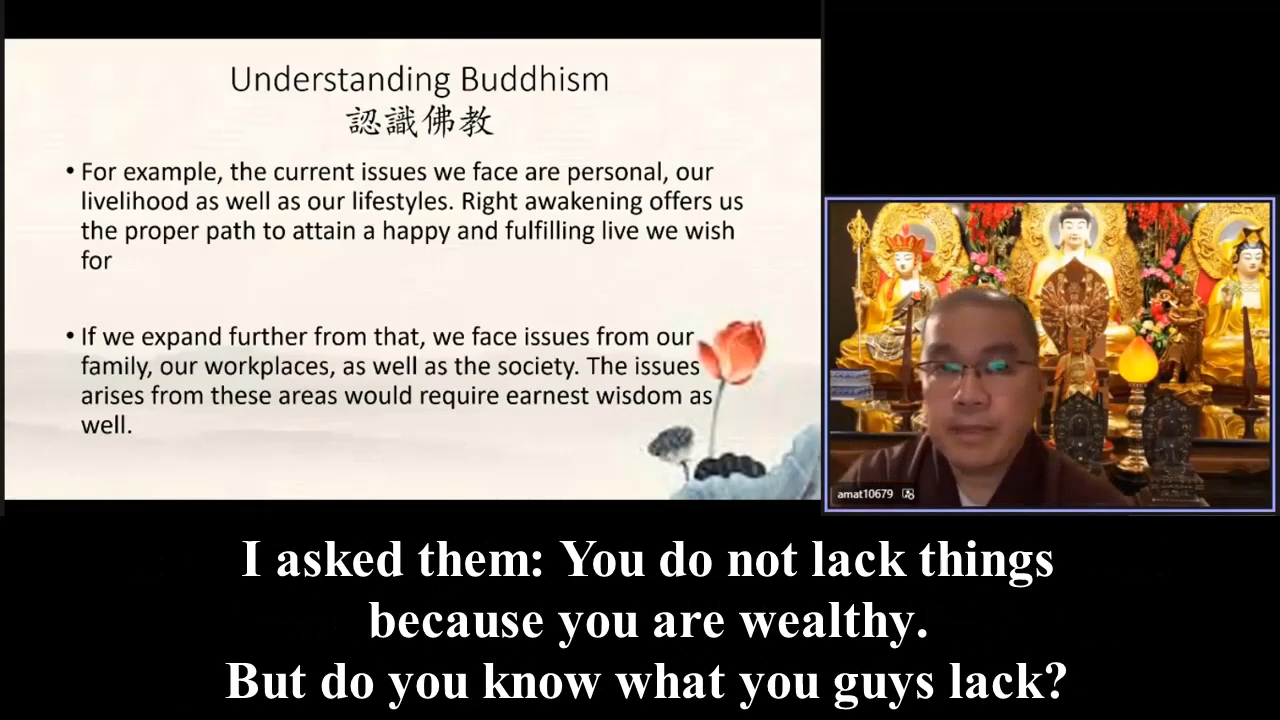 Understanding Buddhism
認識佛教
• For example, the current issues we face are personal, our
livelihood as well as our lifestyles. Right awakening offers us
the proper path to attain a happy and fulfilling live we wish
for
• If we expand further from that, we face issues from our
family, our workplaces, as well as the society. The issues
arises from these areas would require earnest wisdom as
well.
amat10679
I asked them: You do not lack things
because you are wealthy.
But do you know what you guys lack?